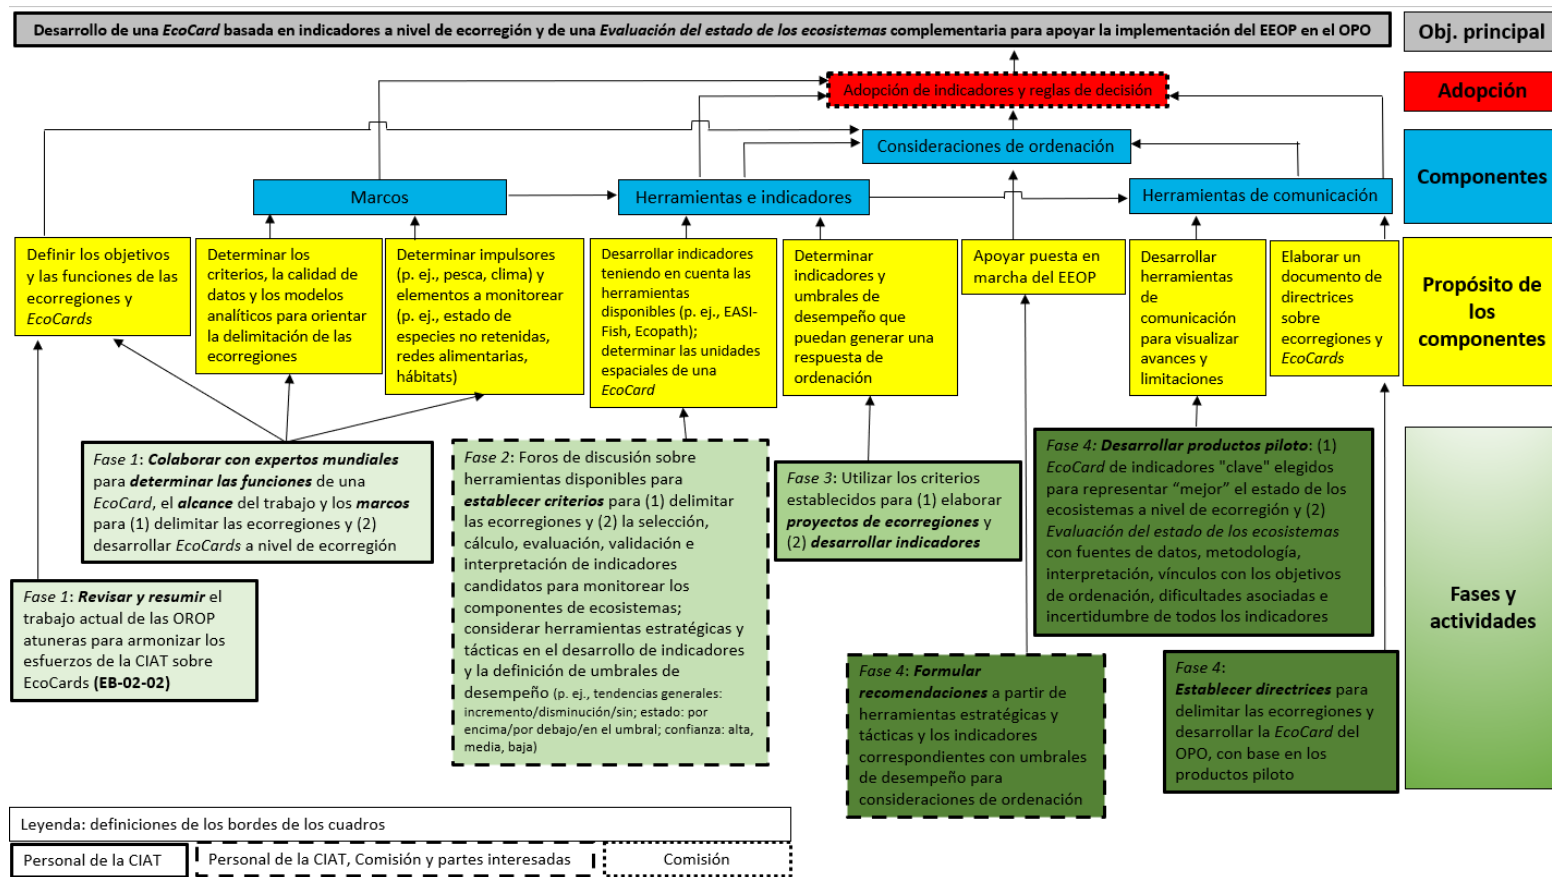 Desarrollo de una EcoCard basada en indicadores a nivel de ecorregión y de una Evaluación del estado de los ecosistemas complementaria para apoyar la implementación del EEOP en el OPO
Obj. principal
Adopción de indicadores y reglas de decisión
Adopción
Consideraciones de ordenación
Marcos
Herramientas e indicadores
Herramientas de comunicación
Componentes
Definir los objetivos
y las funciones de las
ecorregiones y
EcoCards
Determinar los
criterios, la calidad de
datos y los modelos
analíticos para orientar
la delimitación de las
ecorregiones
Determinar impulsores
(p. ej., pesca, clima) y
elementos a monitorear
(p. ej., estado de
especies no retenidas,
redes alimentarias,
hábitats)
Desarrollar indicadores
teniendo en cuenta las
herramientas
disponibles (p. ej., EASI-
Fish, Ecopath);
determinar las unidades
espaciales de una
EcoCard
Determinar
indicadores y
umbrales de
desempeño que
puedan generar una
respuesta de
ordenación
Apoyar puesta en
marcha del EEOP
Desarrollar
herramientas
de
comunicación
para visualizar
avances y
limitaciones
Elaborar un
documento de
directrices
sobre
ecorregiones y
EcoCards
Propósito de
los
componentes
Fase 1: Colaborar con expertos mundiales
para determinar las funciones de una
EcoCard, el alcance del trabajo y los marcos
para (1) delimitar las ecorregiones y (2)
desarrollar EcoCards a nivel de ecorregión
Fase 1: Revisar y resumir el
trabajo actual de las OROP
atuneras para armonizar los
esfuerzos de la CIAT sobre
EcoCards (EB-02-02)
Fase 2: Foros de discusión sobre
herramientas disponibles para
establecer criterios para (1) delimitar
las ecorregiones y (2) la selección,
cálculo, evaluación, validación e
interpretación de indicadores
candidatos para monitorear los
componentes de ecosistemas;
considerar herramientas estratégicas y
tácticas en el desarrollo de indicadores
y la definición de umbrales de
desempeño (p. ej., tendencias generales:
incremento/disminución/sin; estado: por
encima/por debajo/en el umbral; confianza: alta,
media, baja)
Fase 3: Utilizar los criterios
establecidos para (1) elaborar
proyectos de ecorregiones y
(2) desarrollar indicadores
Fase 4: Desarrollar productos piloto: (1)
EcoCard de indicadores "clave" elegidos
para representar “mejor” el estado de los
ecosistemas a nivel de ecorregión y (2)
Evaluación del estado de los ecosistemas
con fuentes de datos, metodología,
interpretación, vínculos con los objetivos
de ordenación, dificultades asociadas e
incertidumbre de todos los indicadores
Fase 4: Formular
recomendaciones a partir de
herramientas estratégicas y
tácticas y los indicadores
correspondientes con umbrales
de desempeño para
consideraciones de ordenación
Fase 4:
Establecer directrices para
delimitar las ecorregiones y
desarrollar la EcoCard del
OPO, con base en los
productos piloto
Fases y
actividades
Leyenda: definiciones de los bordes de los cuadros
Personal de la CIAT
Personal de la CIAT, Comisión y partes interesadas
Comisión